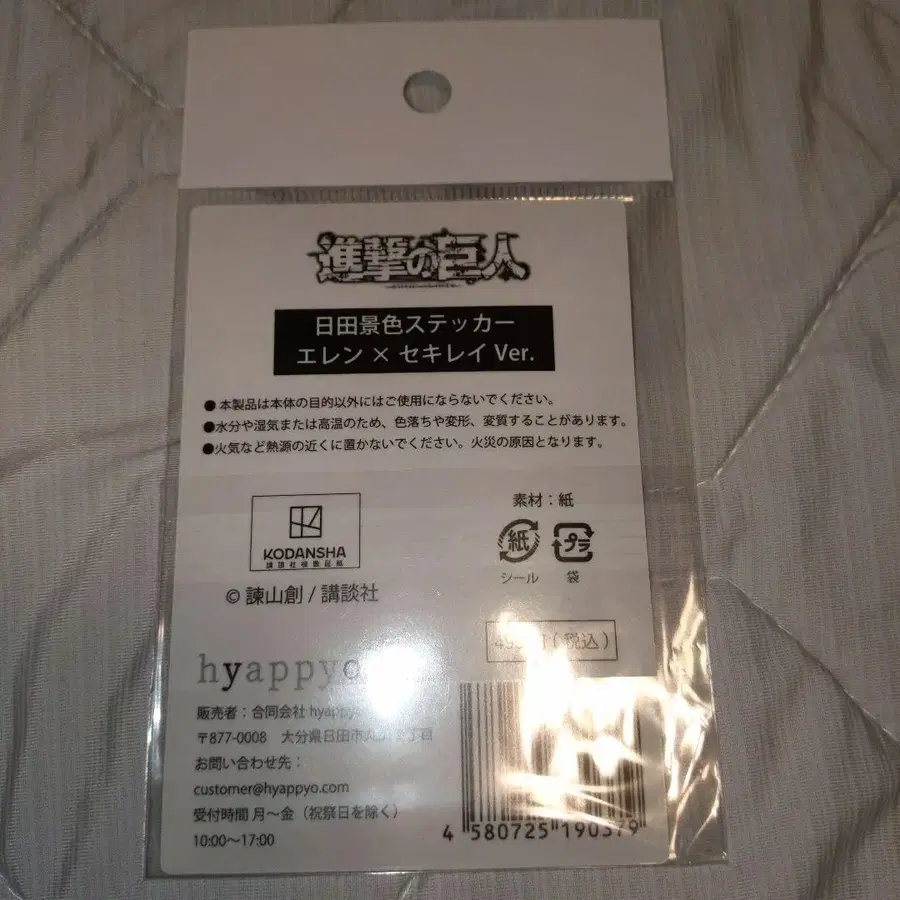 進撃の巨人
日田景色ステッカー
エレン × セキレイ Ver.
● 本製品は本体の目的以外にはご使用にならないでください。
●水分や湿気または高温のため、色落ちや変形、変質することがあります。
●火気など熱源の近くに置かないでください。火災の原因となります。
KODANSHA
© 諫山創 / 講談社
素材：紙
紙 プラ
シール 袋
(税込)
hyappyo
販売者：合同会社
〒877-0008 大分県日田市
お問い合わせ先：
customer@hyappyo.com
受付時間 月～金（祝祭日を除く）
10:00～17:00
4 580725 190379